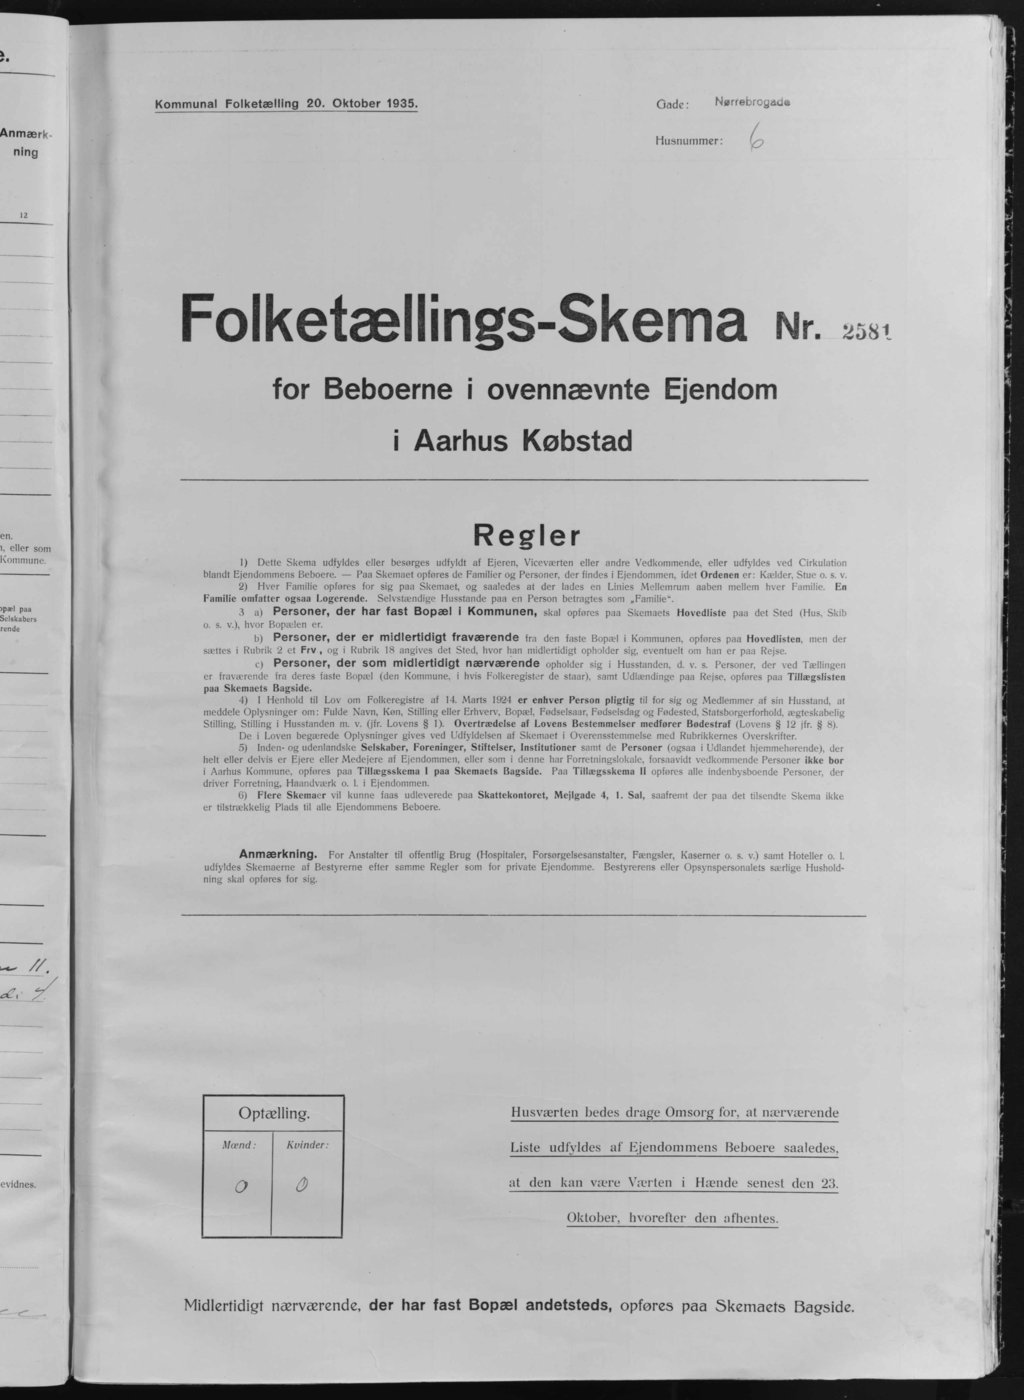 e.
Anmærk-
ning
12
en.
, eller som
Kommune.
opæl paa
Selskabers
rende
11.
di 4/
evidnes.
Kommunal Folketælling 20. Oktober 1935.
Gade: Nørrebrogade
Husnummer: 6
Folketællings-Skema Nr. 2581
for Beboerne i ovennævnte Ejendom
i Aarhus Købstad
Regler
1) Dette Skema udfyldes eller besørges udfyldt af Ejeren, Viceværten eller andre Vedkommende, eller udfyldes ved Cirkulation
blandt Ejendommens Beboere. — Paa Skemaet opføres de Familier og Personer, der findes i Ejendommen, idet Ordenen er: Kælder, Stue o. s. v.
2) Hver Familie opføres for sig paa Skemaet, og saaledes at der lades en Linies Mellemrum aaben mellem hver Familie. En
Familie omfatter ogsaa Logerende. Selvstændige Husstande paa en Person betragtes som „Familie“.
3 a) Personer, der har fast Bopæl i Kommunen, skal opføres paa Skemaets Hovedliste paa det Sted (Hus, Skib
o. s. v.), hvor Bopælen er.
b) Personer, der er midlertidigt fraværende fra den faste Bopæl i Kommunen, opføres paa Hovedlisten, men der
sættes i Rubrik 2 et Frv., og i Rubrik 18 angives det Sted, hvor han midlertidigt opholder sig, eventuelt om han er paa Rejse.
c) Personer, der som midlertidigt nærværende opholder sig i Husstanden, d. v. s. Personer, der ved Tællingen
er fraværende fra deres faste Bopæl (den Kommune, i hvis Folkeregister de staar), samt Udlændinge paa Rejse, opføres paa Tillægslisten
paa Skemaets Bagside.
4) I Henhold til Lov om Folkeregistre af 14. Marts 1924 er enhver Person pligtig til for sig og Medlemmer af sin Husstand, at
meddele Oplysninger om: Fulde Navn, Køn, Stilling eller Erhverv, Bopæl, Fødselsaar, Fødselsdag og Fødested, Statsborgerforhold, ægteskabelig
Stilling, Stilling i Husstanden m. v. (jfr. Lovens § 1). Overtrædelse af Lovens Bestemmelser medfører Bødestraf (Lovens § 12 jfr. § 8).
De i Loven begærede Oplysninger gives ved Udfyldelsen af Skemaet i Overensstemmelse med Rubrikkernes Overskrifter.
5) Inden- og udenlandske Selskaber, Foreninger, Stiftelser, Institutioner samt de Personer (ogsaa i Udlandet hjemmehørende), der
helt eller delvis er Ejere eller Medejere af Ejendommen, eller som i denne har Forretningslokale, forsaavidt vedkommende Personer ikke bor
i Aarhus Kommune, opføres paa Tillægsskema I paa Skemaets Bagside. Paa Tillægsskema II opføres alle indenbysboende Personer, der
driver Forretning, Haandværk o. l. i Ejendommen.
6) Flere Skemaer vil kunne faas udleverede paa Skattekontoret, Mejlgade 4, 1. Sal, saafremt der paa det tilsendte Skema ikke
er tilstrækkelig Plads til alle Ejendommens Beboere.
Anmærkning. For Anstalter til offentlig Brug (Hospitaler, Forsørgelsesanstalter, Fængsler, Kaserner o. s. v.) samt Hoteller o. l.
udfyldes Skemaerne af Bestyrerne efter samme Regler som for private Ejendomme. Bestyrerens eller Opsynspersonalets særlige Hushold-
ning skal opføres for sig.
Optælling.
Mænd: Kvinder:
0 0
Husværten bedes drage Omsorg for, at nærværende
Liste udfyldes af Ejendommens Beboere saaledes,
at den kan være Værten i Hænde senest den 23.
Oktober, hvorefter den afhentes.
Midlertidigt nærværende, der har fast Bopæl andetsteds, opføres paa Skemaets Bagside.